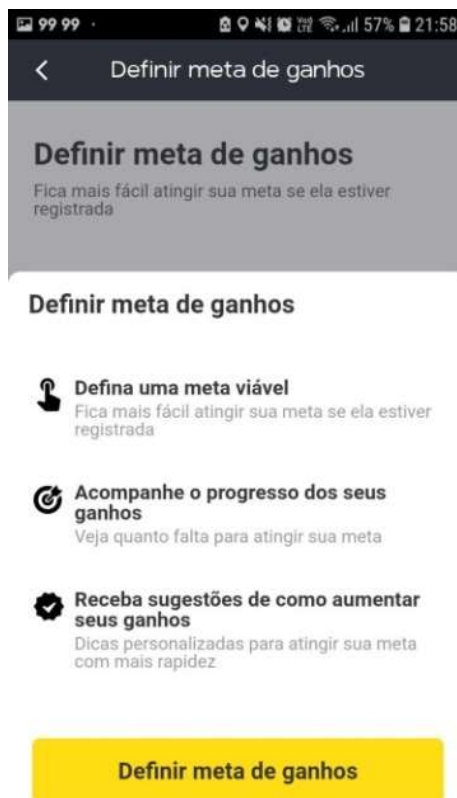 99 99 · 57% 21:58
Definir meta de ganhos
Definir meta de ganhos
Fica mais fácil atingir sua meta se ela estiver
registrada
Definir meta de ganhos
Defina uma meta viável
Fica mais fácil atingir sua meta se ela estiver
registrada
Acompanhe o progresso dos seus
ganhos
Veja quanto falta para atingir sua meta
Receba sugestões de como aumentar
seus ganhos
Dicas personalizadas para atingir sua meta
com mais rapidez
Definir meta de ganhos